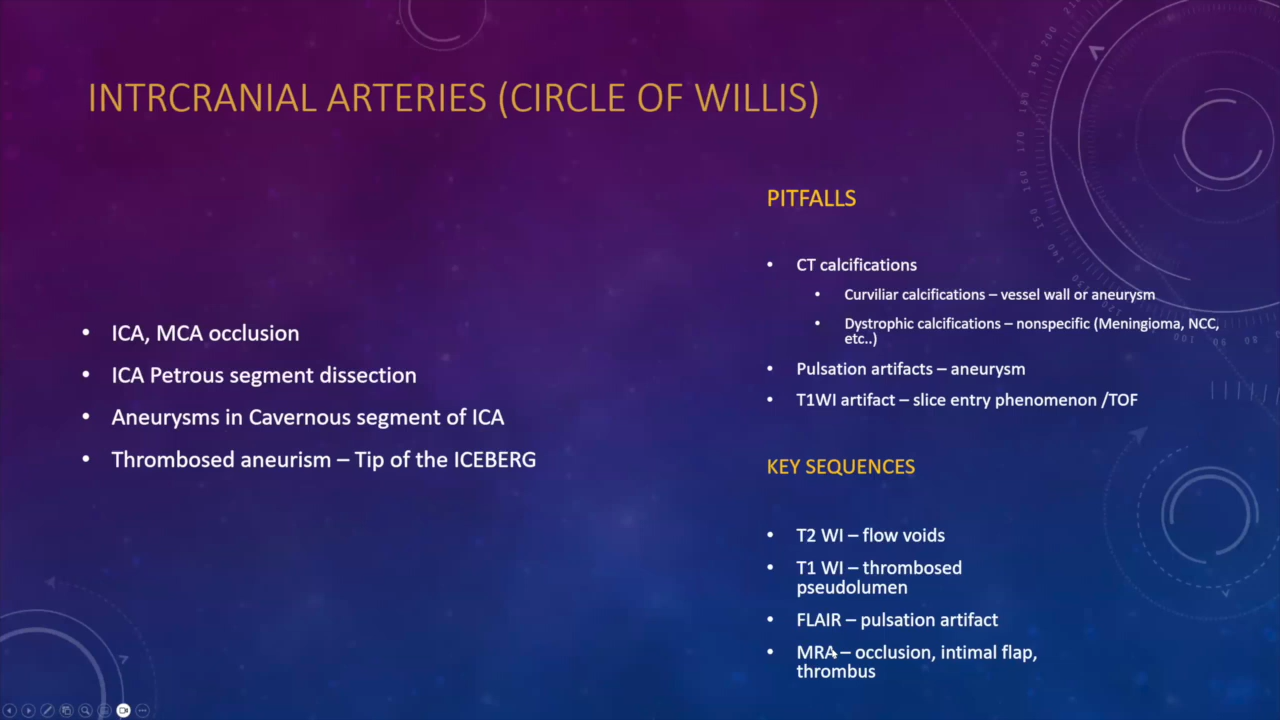 INTRCRANIAL ARTERIES (CIRCLE OF WILLIS)
• ICA, MCA occlusion
• ICA Petrous segment dissection
• Aneurysms in Cavernous segment of ICA
• Thrombosed aneurism – Tip of the ICEBERG
PITFALLS
• CT calcifications
• Curviliar calcifications – vessel wall or aneurysm
• Dystrophic calcifications – nonspecific (Meningioma, NCC,
etc..)
• Pulsation artifacts – aneurysm
• T1WI artifact – slice entry phenomenon /TOF
KEY SEQUENCES
• T2 WI – flow voids
• T1 WI – thrombosed
pseudolumen
• FLAIR – pulsation artifact
• MRA – occlusion, intimal flap,
thrombus